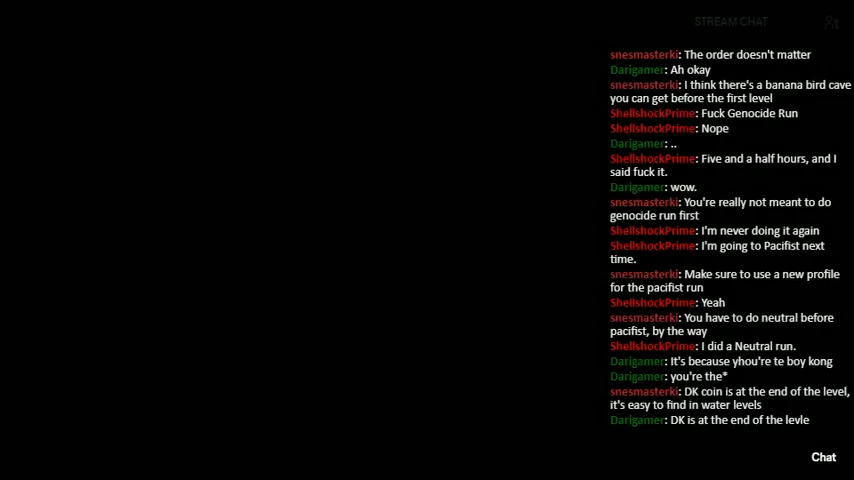 STREAM CHAT
snesmasterki: The order doesn't matter
Darigamer: Ah okay
snesmasterki: I think there's a banana bird cave
you can get before the first level
ShellshockPrime: Fuck Genocide Run
ShellshockPrime: Nope
Darigamer: ..
ShellshockPrime: Five and a half hours, and I
said fuck it.
Darigamer: wow.
snesmasterki: You're really not meant to do
genocide run first
ShellshockPrime: I'm never doing it again
ShellshockPrime: I'm going to Pacifist next
time.
snesmasterki: Make sure to use a new profile
for the pacifist run
ShellshockPrime: Yeah
snesmasterki: You have to do neutral before
pacifist, by the way
ShellshockPrime: I did a Neutral run.
Darigamer: It's because yhou're te boy kong
Darigamer: you're the*
snesmasterki: DK coin is at the end of the level,
it's easy to find in water levels
Darigamer: DK is at the end of the levle
Chat